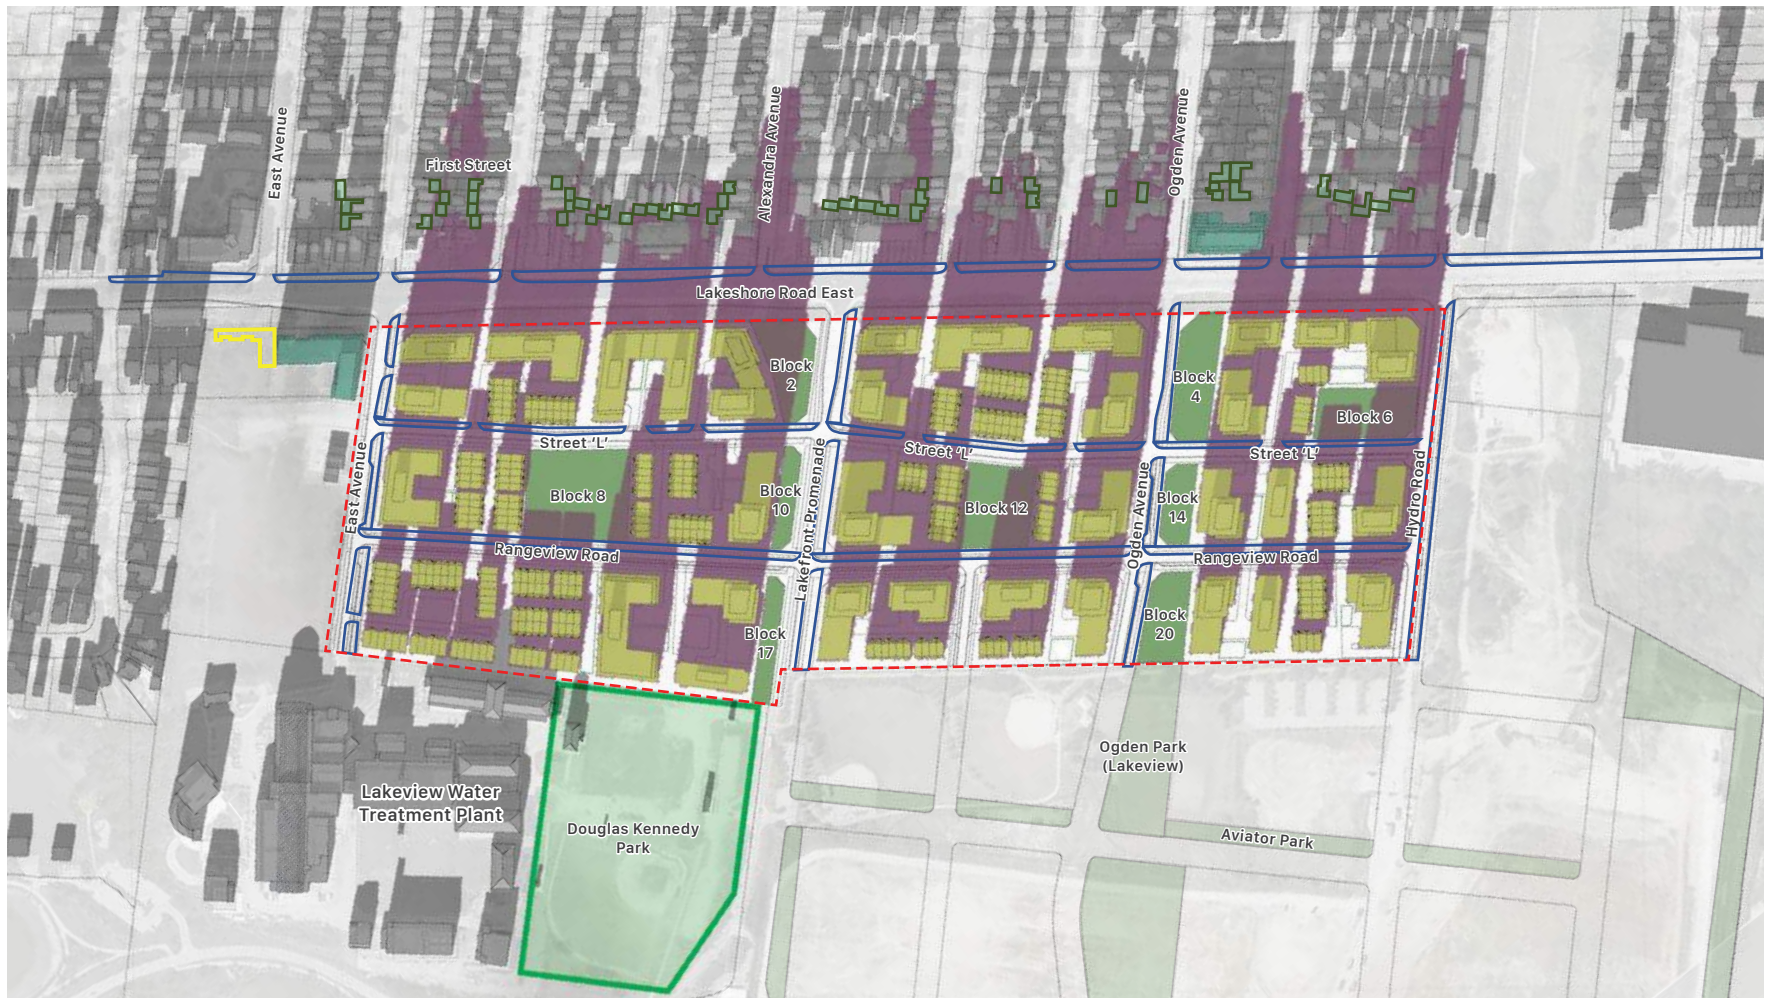 East Avenue
First Street
Alexandra Avenue
Ogden Avenue
Lakeshore Road East
Block
2
Block
4
Block 6
Street ‘L’
Street ‘L’
Street ‘L’
East Avenue
Block 8
Block
10
Lakefront Promenade
Block 12
Ogden Avenue
Block
14
Hydro Road
Rangeview Road
Rangeview Road
Block
17
Block
20
Lakeview Water
Treatment Plant
Douglas Kennedy
Park
Ogden Park
(Lakeview)
Aviator Park